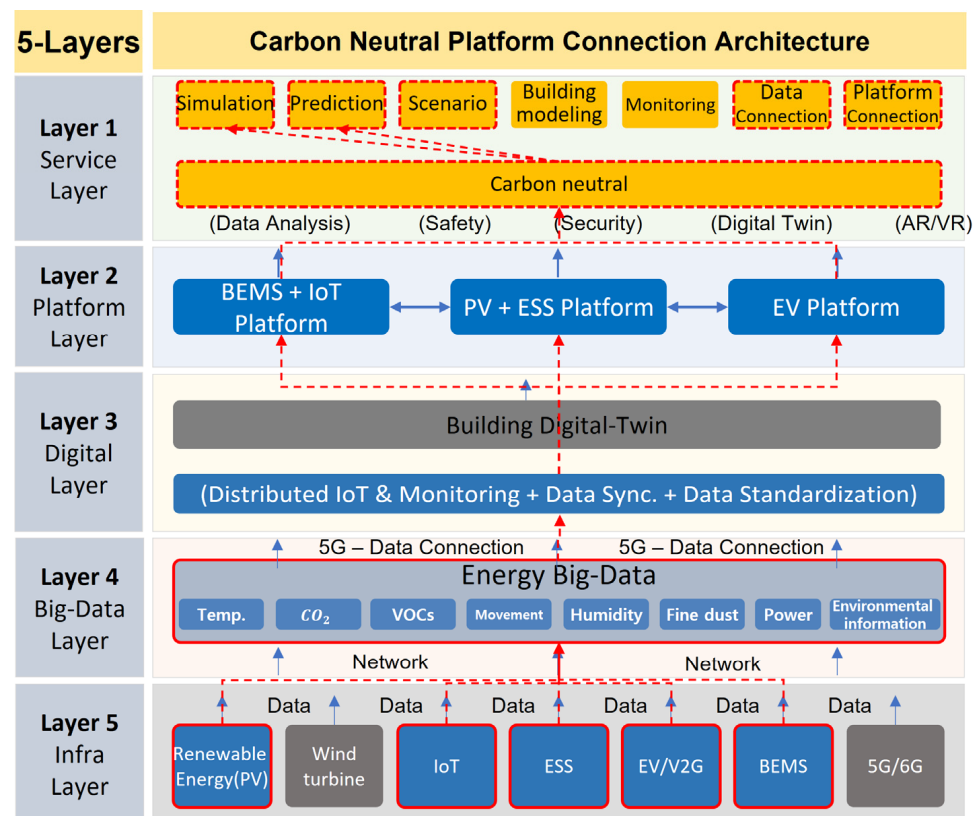 5-Layers
Carbon Neutral Platform Connection Architecture
Layer 1
Service
Layer
Simulation
Prediction
Scenario
Building
modeling
Monitoring
Data
Connection
Platform
Connection
Carbon neutral
(Data Analysis)
(Safety)
(Security)
(Digital Twin)
(AR/VR)
Layer 2
Platform
Layer
BEMS + IoT
Platform
PV + ESS Platform
EV Platform
Layer 3
Digital
Layer
Building Digital-Twin
(Distributed IoT & Monitoring + Data Sync. + Data Standardization)
Layer 4
Big-Data
Layer
5G – Data Connection
5G – Data Connection
Energy Big-Data
Temp.
CO₂
VOCs
Movement
Humidity
Fine dust
Power
Environmental
information
Network
Network
Layer 5
Infra
Layer
Data
Data
Data
Data
Data
Data
Renewable
Energy(PV)
Wind
turbine
IoT
ESS
EV/V2G
BEMS
5G/6G